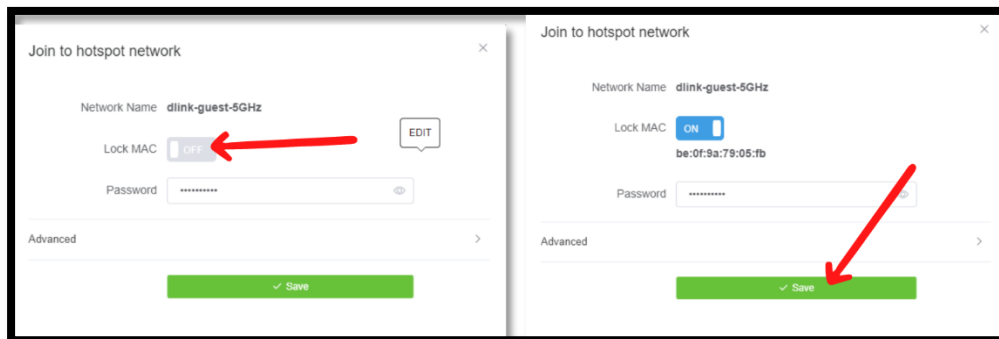 Join to hotspot network
Network Name dlink-guest-5GHz
EDIT
Lock MAC OFF
Password ••••••••••
Advanced
Save
Join to hotspot network
Network Name dlink-guest-5GHz
Lock MAC ON
be:0f:9a:79:05:fb
Password ••••••••••
Advanced
Save